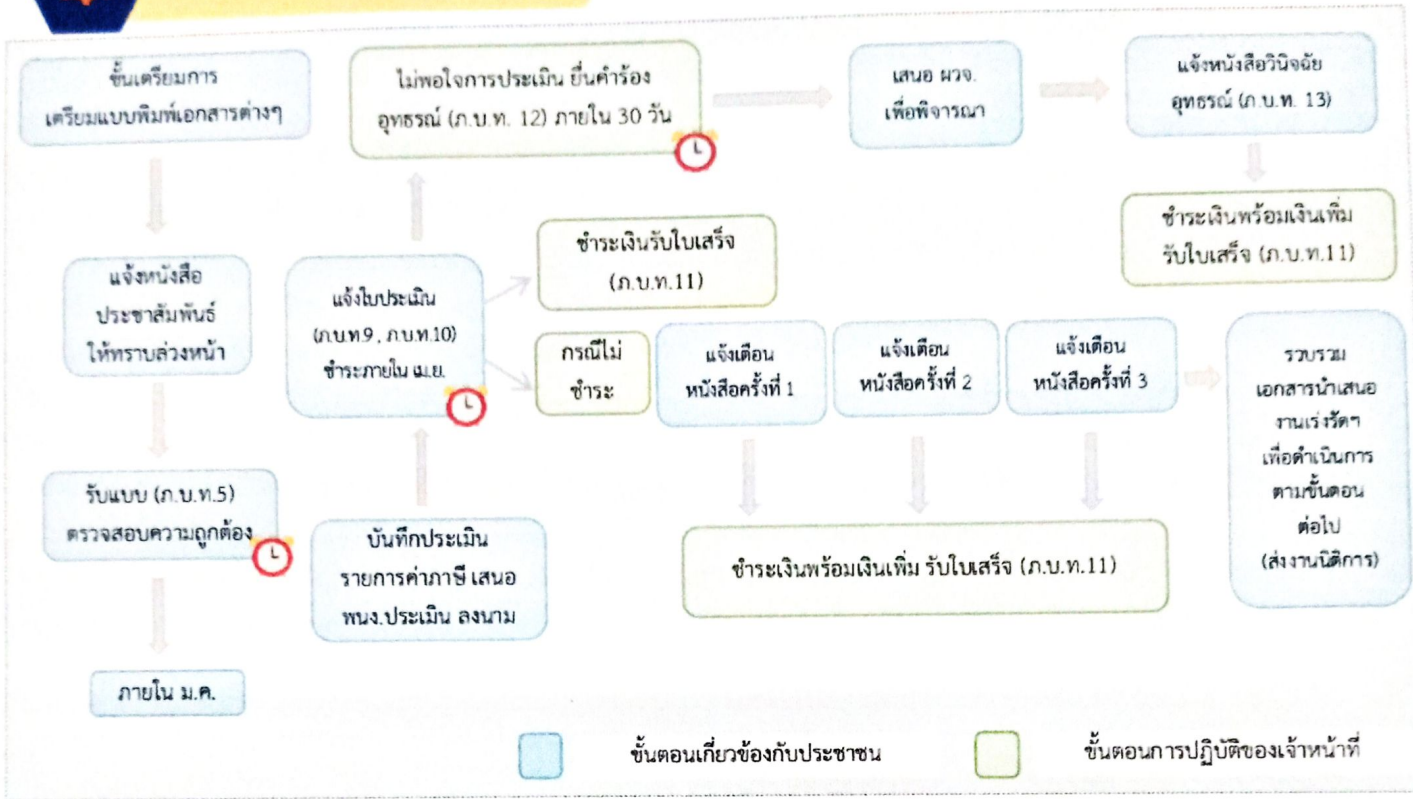 ขั้นเตรียมการ
เตรียมแบบพิมพ์เอกสารต่างๆ
แจ้งหนังสือ
ประชาสัมพันธ์
ให้ทราบล่วงหน้า
รับแบบ (ภ.บ.ท.5)
ตรวจสอบความถูกต้อง
ภายใน ม.ค.
บันทึกประเมิน
รายการค่าภาษี เสนอ
พนง.ประเมิน ลงนาม
แจ้งใบประเมิน
(ภ.บ.ท.9 , ภ.บ.ท.10)
ชำระภายใน เม.ย.
ไม่พอใจการประเมิน ยื่นคำร้อง
อุทธรณ์ (ภ.บ.ท. 12) ภายใน 30 วัน
เสนอ ผวจ.
เพื่อพิจารณา
แจ้งหนังสือวินิจฉัย
อุทธรณ์ (ภ.บ.ท. 13)
ชำระเงินพร้อมเงินเพิ่ม
รับใบเสร็จ (ภ.บ.ท.11)
ชำระเงินรับใบเสร็จ
(ภ.บ.ท.11)
กรณีไม่
ชำระ
แจ้งเตือน
หนังสือครั้งที่ 1
แจ้งเตือน
หนังสือครั้งที่ 2
แจ้งเตือน
หนังสือครั้งที่ 3
รวบรวม
เอกสารนำเสนอ
งานเร่งรัดฯ
เพื่อดำเนินการ
ตามขั้นตอน
ต่อไป
(ส่งงานนิติการ)
ชำระเงินพร้อมเงินเพิ่ม รับใบเสร็จ (ภ.บ.ท.11)
ขั้นตอนเกี่ยวข้องกับประชาชน
ขั้นตอนการปฏิบัติของเจ้าหน้าที่